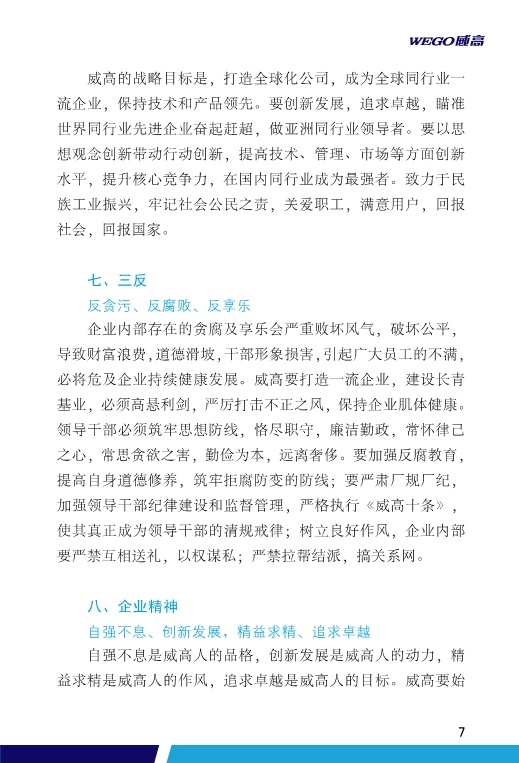 WEGO威高
威高的战略目标是，打造全球化公司，成为全球同行业一
流企业，保持技术和产品领先。要创新发展，追求卓越，瞄准
世界同行业先进企业奋起赶超，做亚洲同行业领导者。要以思
想观念创新带动行动创新，提高技术、管理、市场等方面创新
水平，提升核心竞争力，在国内同行业成为最强者。致力于民
族工业振兴，牢记社会公民之责，关爱职工，满意用户，回报
社会，回报国家。
七、三反
反贪污、反腐败、反享乐
企业内部存在的贪腐及享乐会严重败坏风气，破坏公平，
导致财富浪费，道德滑坡，干部形象损害，引起广大员工的不满，
必将危及企业持续健康发展。威高要打造一流企业，建设长青
基业，必须高悬利剑，严厉打击不正之风，保持企业肌体健康。
领导干部必须筑牢思想防线，恪尽职守，廉洁勤政，常怀律己
之心，常思贪欲之害，勤俭为本，远离奢侈。要加强反腐教育，
提高自身道德修养，筑牢拒腐防变的防线；要严肃厂规厂纪，
加强领导干部纪律建设和监督管理，严格执行《威高十条》，
使其真正成为领导干部的清规戒律；树立良好作风，企业内部
要严禁互相送礼，以权谋私；严禁拉帮结派，搞关系网。
八、企业精神
自强不息、创新发展，精益求精、追求卓越
自强不息是威高人的品格，创新发展是威高人的动力，精
益求精是威高人的作风，追求卓越是威高人的目标。威高要始
7